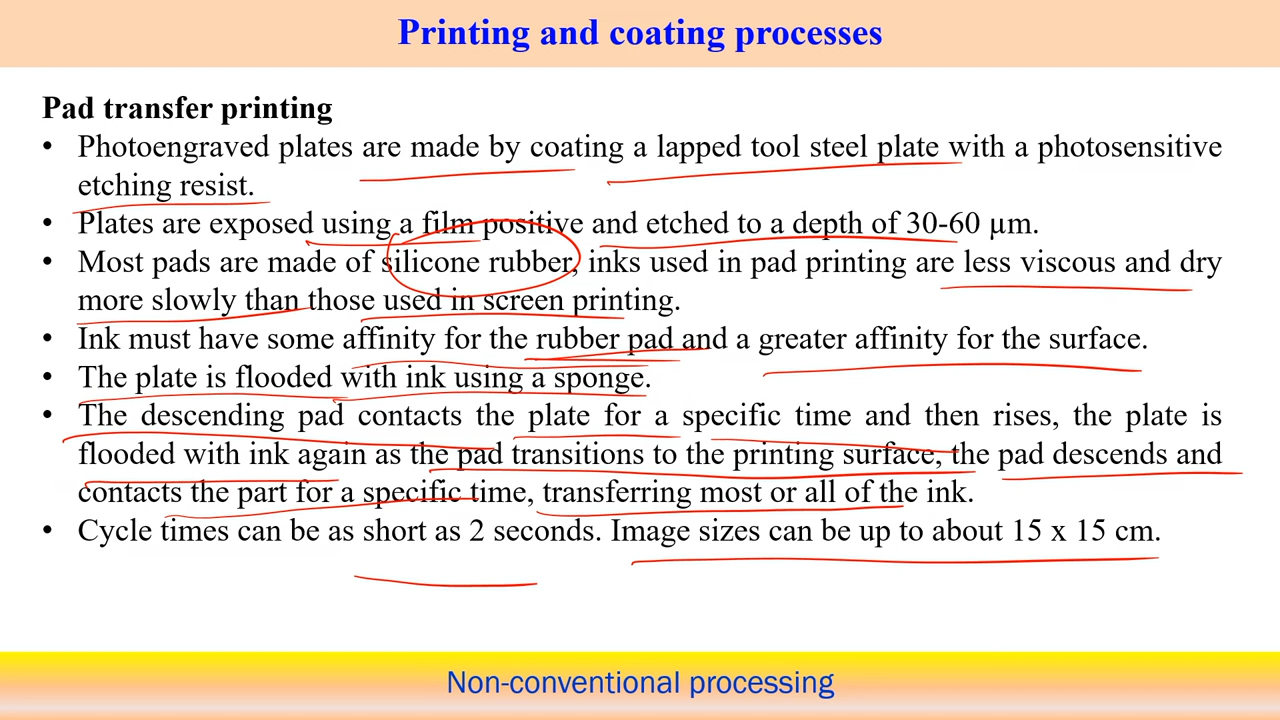 Printing and coating processes
Pad transfer printing
• Photoengraved plates are made by coating a lapped tool steel plate with a photosensitive
etching resist.
• Plates are exposed using a film positive and etched to a depth of 30-60 µm.
• Most pads are made of silicone rubber, inks used in pad printing are less viscous and dry
more slowly than those used in screen printing.
• Ink must have some affinity for the rubber pad and a greater affinity for the surface.
• The plate is flooded with ink using a sponge.
• The descending pad contacts the plate for a specific time and then rises, the plate is
flooded with ink again as the pad transitions to the printing surface, the pad descends and
contacts the part for a specific time, transferring most or all of the ink.
• Cycle times can be as short as 2 seconds. Image sizes can be up to about 15 x 15 cm.
Non-conventional processing